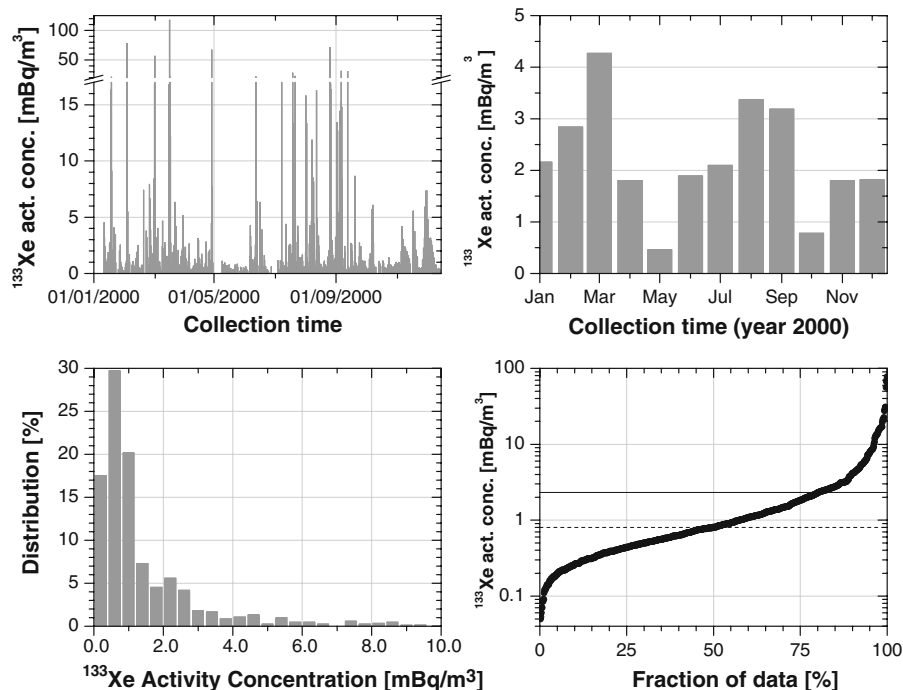 ¹³³Xe act. conc. [mBq/m³]
100
50
15
10
5
0
01/01/2000 01/05/2000 01/09/2000
Collection time
¹³³Xe act. conc. [mBq/m³]
5
4
3
2
1
0
Jan Mar May Jul Sep Nov
Collection time (year 2000)
Distribution [%]
30
25
20
15
10
5
0
0.0 2.0 4.0 6.0 8.0 10.0
¹³³Xe Activity Concentration [mBq/m³]
¹³³Xe act. conc. [mBq/m³]
100
10
1
0.1
0 25 50 75 100
Fraction of data [%]